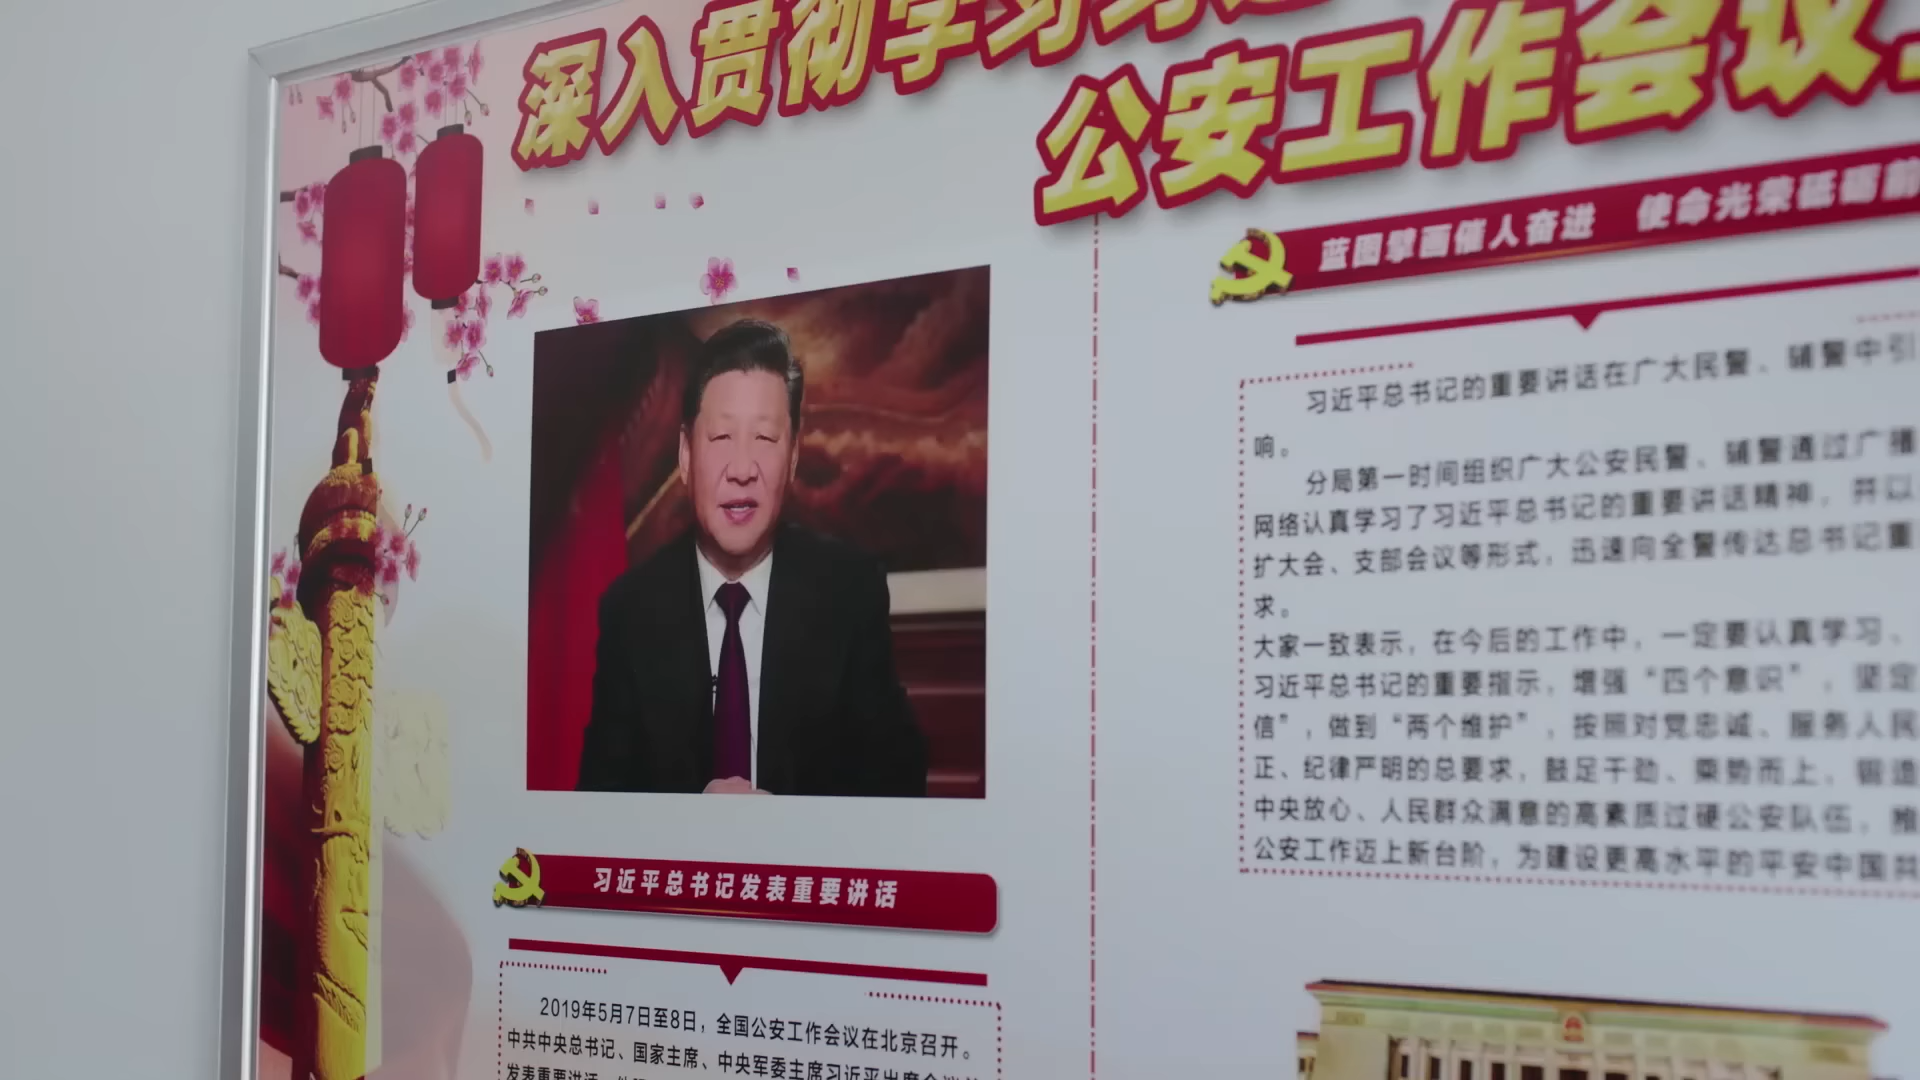 深入贯彻学习习近
公安工作会议
习近平总书记发表重要讲话
2019年5月7日至8日，全国公安工作会议在北京召开。
中共中央总书记、国家主席、中央军委主席习近平出席会议并
发表重要讲话。
蓝图擘画催人奋进 使命光荣砥砺前
习近平总书记的重要讲话在广大民警、辅警中引
响。
分局第一时间组织广大公安民警、辅警通过广播
网络认真学习了习近平总书记的重要讲话精神，并以
扩大会、支部会议等形式，迅速向全警传达总书记重
求。
大家一致表示，在今后的工作中，一定要认真学习、
习近平总书记的重要指示，增强“四个意识”，坚定
信”，做到“两个维护”，按照对党忠诚、服务人民
正、纪律严明的总要求，鼓足干劲、乘势而上，锻造
中央放心、人民群众满意的高素质过硬公安队伍，推
公安工作迈上新台阶，为建设更高水平的平安中国共